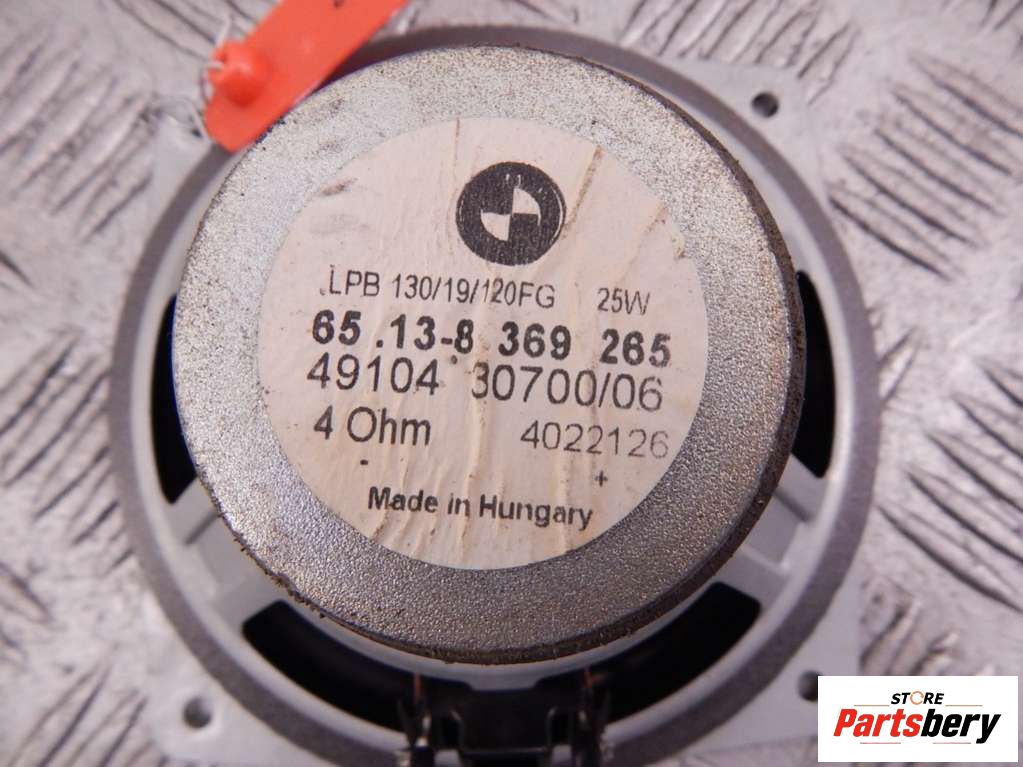 LPB 130/19/120FG 25W
65.13-8 369 265
49104 30700/06
4 Ohm 4022126
- +
Made in Hungary
STORE
Partsbery